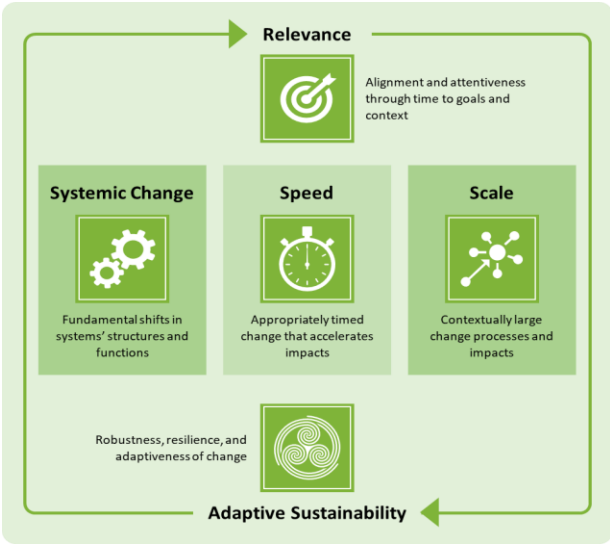 Relevance
Alignment and attentiveness
through time to goals and
context
Systemic Change
Fundamental shifts in
systems' structures and
functions
Speed
Appropriately timed
change that accelerates
impacts
Scale
Contextually large
change processes and
impacts
Robustness, resilience, and
adaptiveness of change
Adaptive Sustainability